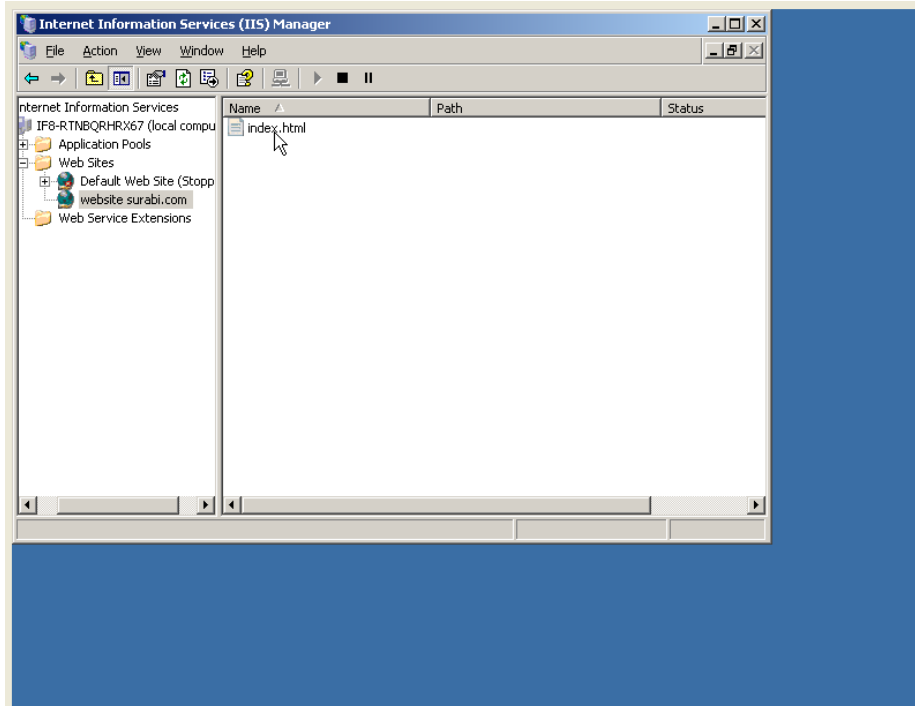 Internet Information Services (IIS) Manager
File Action View Window Help
nternet Information Services
IF8-RTNBQRHRX67 (local compu
Application Pools
Web Sites
Default Web Site (Stopp
website surabi.com
Web Service Extensions
Name Path Status
index.html